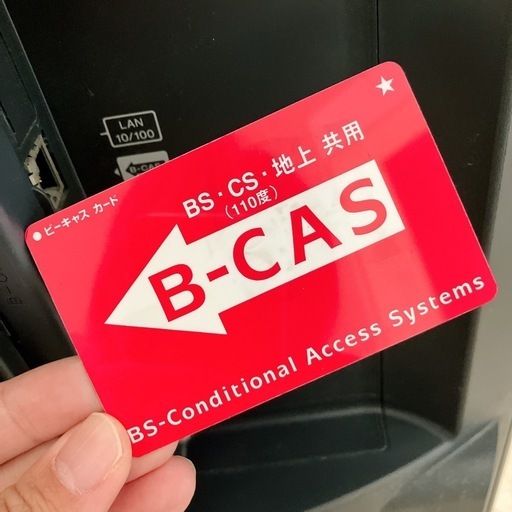 LAN
10/100
B-CAS
ビーキャス カード
BS・CS・地上 共用
(110度)
B-CAS
BS-Conditional Access Systems